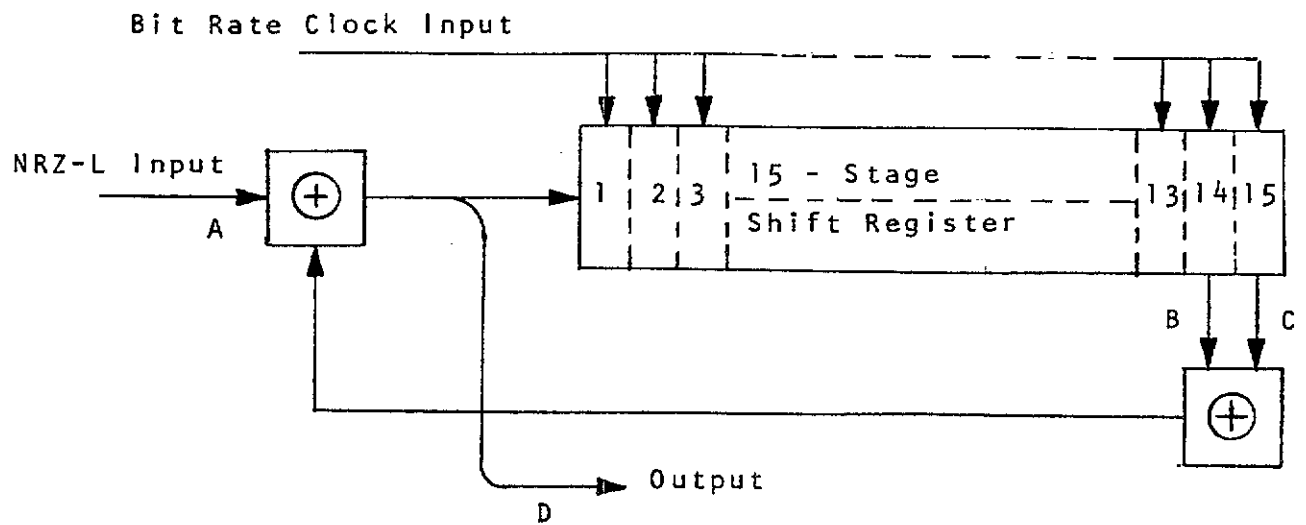 Bit Rate Clock Input
NRZ-L Input
A
1 2 3
15 - Stage
Shift Register
13 14 15
B C
Output
D